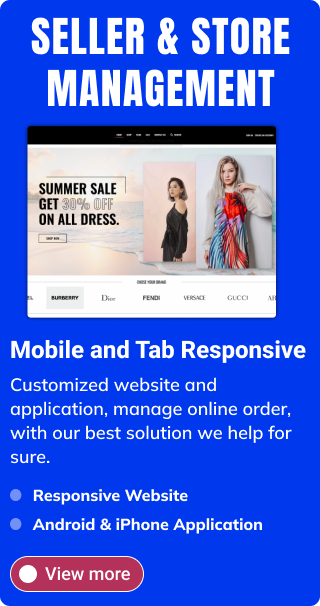 SELLER & STORE
MANAGEMENT
SUMMER SALE
GET 30% OFF
ON ALL DRESS.
SHOP NOW
CHOOSE YOUR BRAND
BURBERRY Dior FENDI VERSACE GUCCI
Mobile and Tab Responsive
Customized website and
application, manage online order,
with our best solution we help for
sure.
Responsive Website
Android & iPhone Application
View more